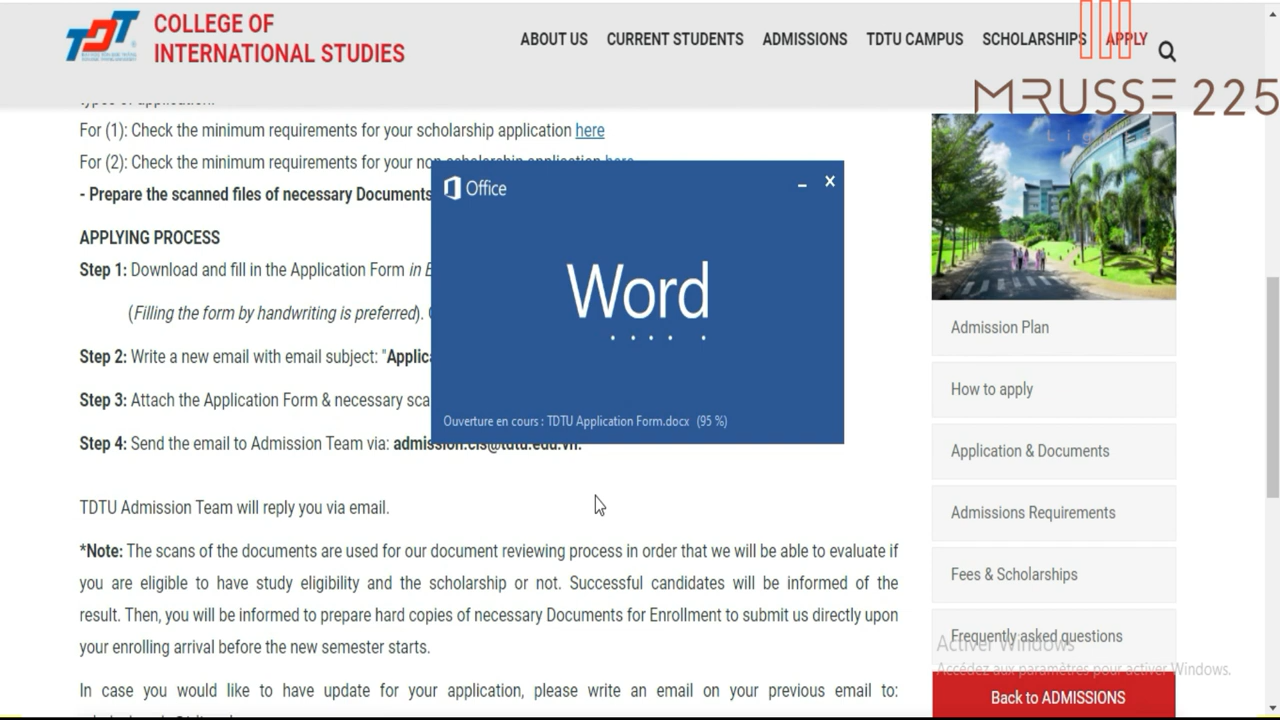 COLLEGE OF
INTERNATIONAL STUDIES
ABOUT US CURRENT STUDENTS ADMISSIONS TDTU CAMPUS SCHOLARSHIPS APPLY
MRUSSE 225
types of application:
For (1): Check the minimum requirements for your scholarship application here
For (2): Check the minimum requirements for your non-scholarship application here
- Prepare the scanned files of necessary Documents
APPLYING PROCESS
Step 1: Download and fill in the Application Form in E
(Filling the form by handwriting is preferred).
Step 2: Write a new email with email subject: "Applica
Step 3: Attach the Application Form & necessary sca
Step 4: Send the email to Admission Team via: admission.cis@tdtu.edu.vn.
Office
Word
Ouverture en cours : TDTU Application Form.docx (95 %)
TDTU Admission Team will reply you via email.
*Note: The scans of the documents are used for our document reviewing process in order that we will be able to evaluate if
you are eligible to have study eligibility and the scholarship or not. Successful candidates will be informed of the
result. Then, you will be informed to prepare hard copies of necessary Documents for Enrollment to submit us directly upon
your enrolling arrival before the new semester starts.
In case you would like to have update for your application, please write an email on your previous email to:
Admission Plan
How to apply
Application & Documents
Admissions Requirements
Fees & Scholarships
Frequently asked questions
Activer Windows
Accédez aux paramètres pour activer Windows.
Back to ADMISSIONS